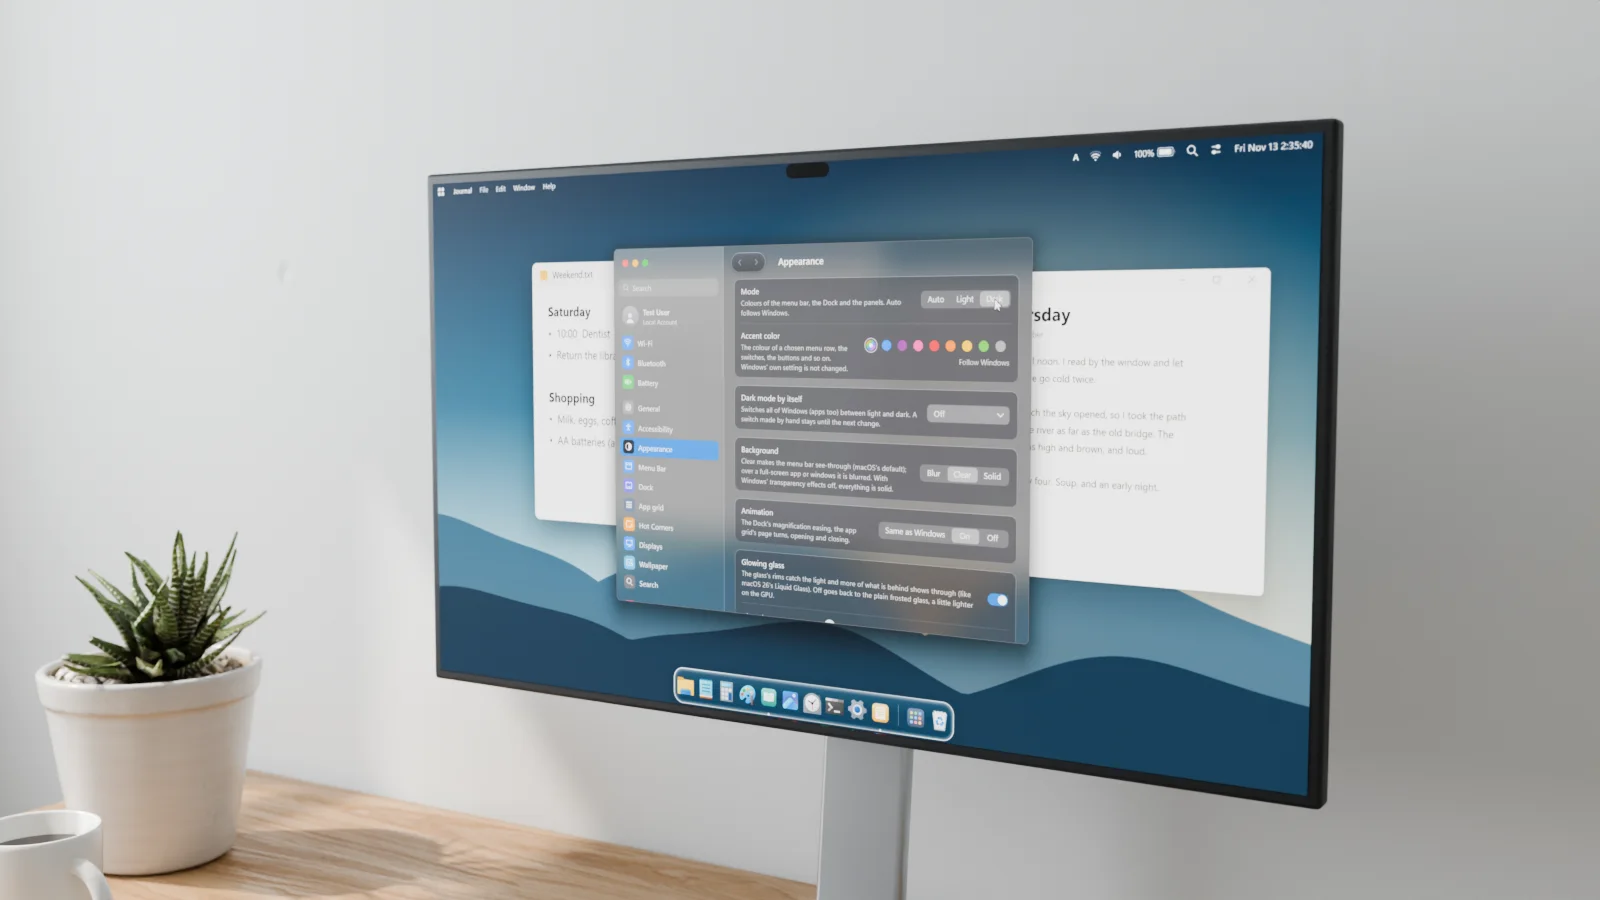 Journal File Edit Window Help
A 100% Fri Nov 13 2:35:40
Weekend.txt
Saturday
• 10:00 Dentist
• Return the libra
Shopping
• Milk, eggs, coff
• AA batteries (a
Search
Test User
Local Account
Wi-Fi
Bluetooth
Battery
General
Accessibility
Appearance
Menu Bar
Dock
App grid
Hot Corners
Displays
Wallpaper
Search
Appearance
Mode
Colours of the menu bar, the Dock and the panels. Auto
follows Windows.
Auto Light Dark
Accent color
The colour of a chosen menu row, the
switches, the buttons and so on.
Windows' own setting is not changed.
Follow Windows
Dark mode by itself
Switches all of Windows (apps too) between light and dark. A
switch made by hand stays until the next change.
Off
Background
Clear makes the menu bar see-through (macOS's default);
over a full-screen app or windows it is blurred. With
Windows' transparency effects off, everything is solid.
Blur Clear Solid
Animation
The Dock's magnification easing, the app
grid's page turns, opening and closing.
Same as Windows On Off
Glowing glass
The glass's rims catch the light and more of what is behind shows through (like
macOS 26's Liquid Glass). Off goes back to the plain frosted glass, a little lighter
on the GPU.
rsday
noon. I read by the window and let
go cold twice.
the sky opened, so I took the path
river as far as the old bridge. The
s high and brown, and loud.
four. Soup, and an early night.